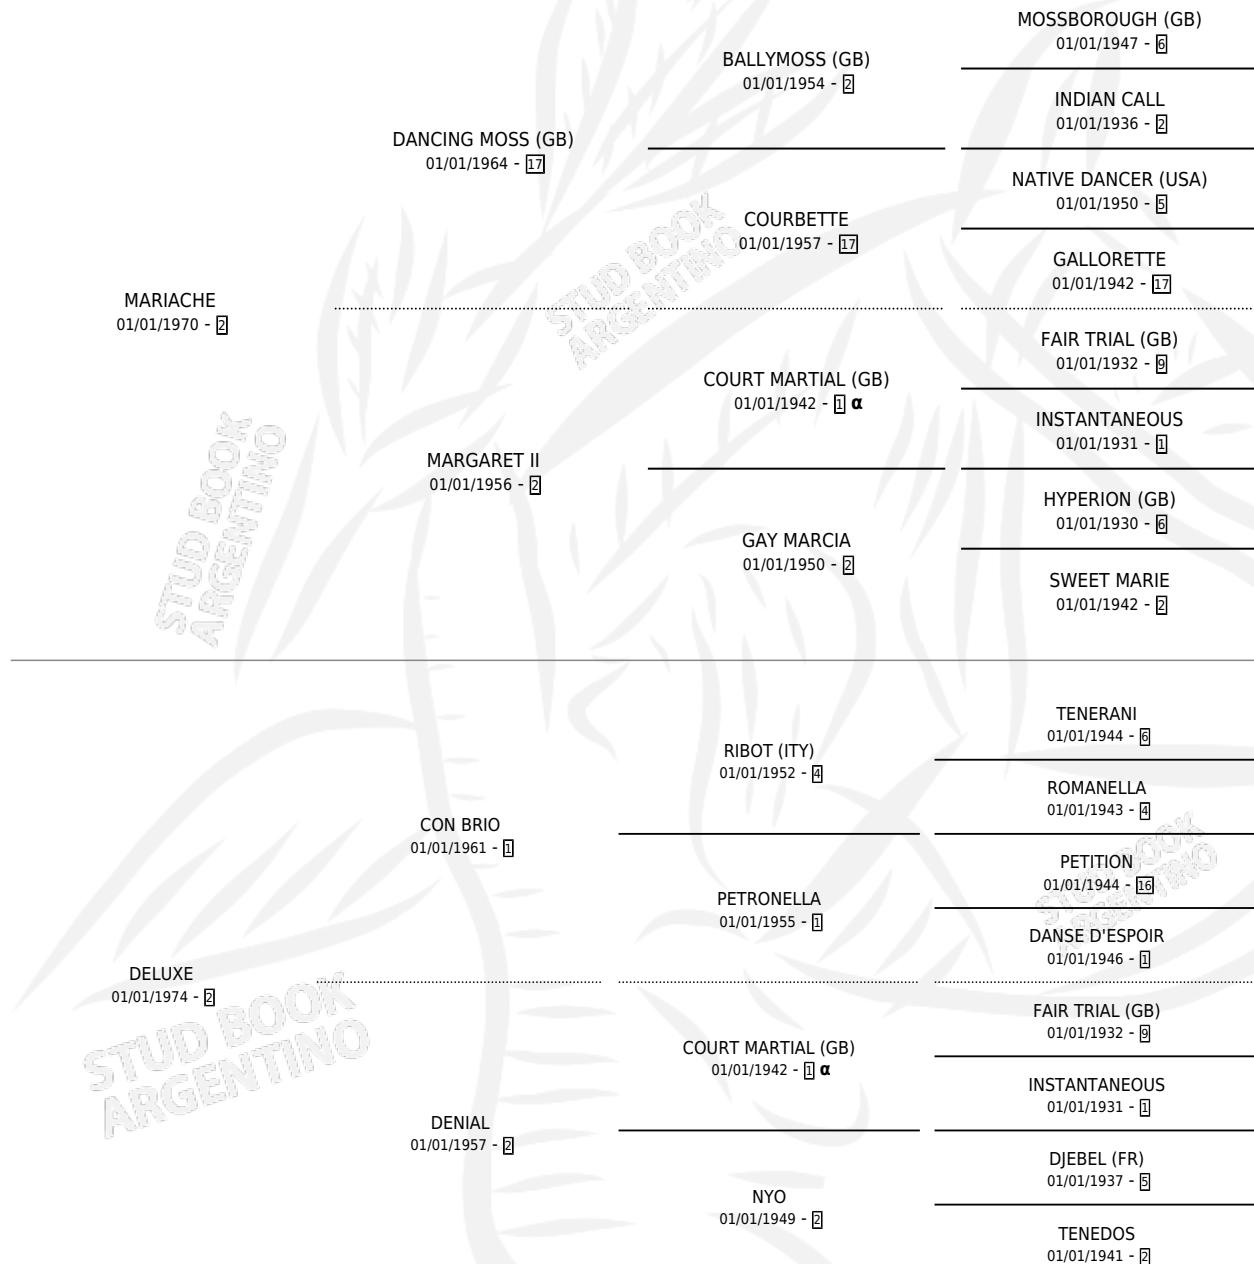 MOSSBOROUGH (GB)
01/01/1947 - 6
BALLYMOSS (GB)
01/01/1954 - 2
INDIAN CALL
01/01/1936 - 2
DANCING MOSS (GB)
01/01/1964 - 17
NATIVE DANCER (USA)
01/01/1950 - 5
COURBETTE
01/01/1957 - 17
GALLORETTE
01/01/1942 - 17
MARIACHE
01/01/1970 - 2
FAIR TRIAL (GB)
01/01/1932 - 9
COURT MARTIAL (GB)
01/01/1942 - 1 α
INSTANTANEOUS
01/01/1931 - 1
MARGARET II
01/01/1956 - 2
HYPERION (GB)
01/01/1930 - 6
GAY MARCIA
01/01/1950 - 2
SWEET MARIE
01/01/1942 - 2
TENERANI
01/01/1944 - 6
RIBOT (ITY)
01/01/1952 - 4
ROMANELLA
01/01/1943 - 4
CON BRIO
01/01/1961 - 1
PETITION
01/01/1944 - 16
PETRONELLA
01/01/1955 - 1
DANSE D'ESPOIR
01/01/1946 - 1
DELUXE
01/01/1974 - 2
FAIR TRIAL (GB)
01/01/1932 - 9
COURT MARTIAL (GB)
01/01/1942 - 1 α
INSTANTANEOUS
01/01/1931 - 1
DENIAL
01/01/1957 - 2
DJEBEL (FR)
01/01/1937 - 5
NYO
01/01/1949 - 2
TENEDOS
01/01/1941 - 2
STUD BOOK
ARGENTINO
STUD BOOK
ARGENTINO
STUD BOOK
ARGENTINO
STUD BOOK
ARGENTINO